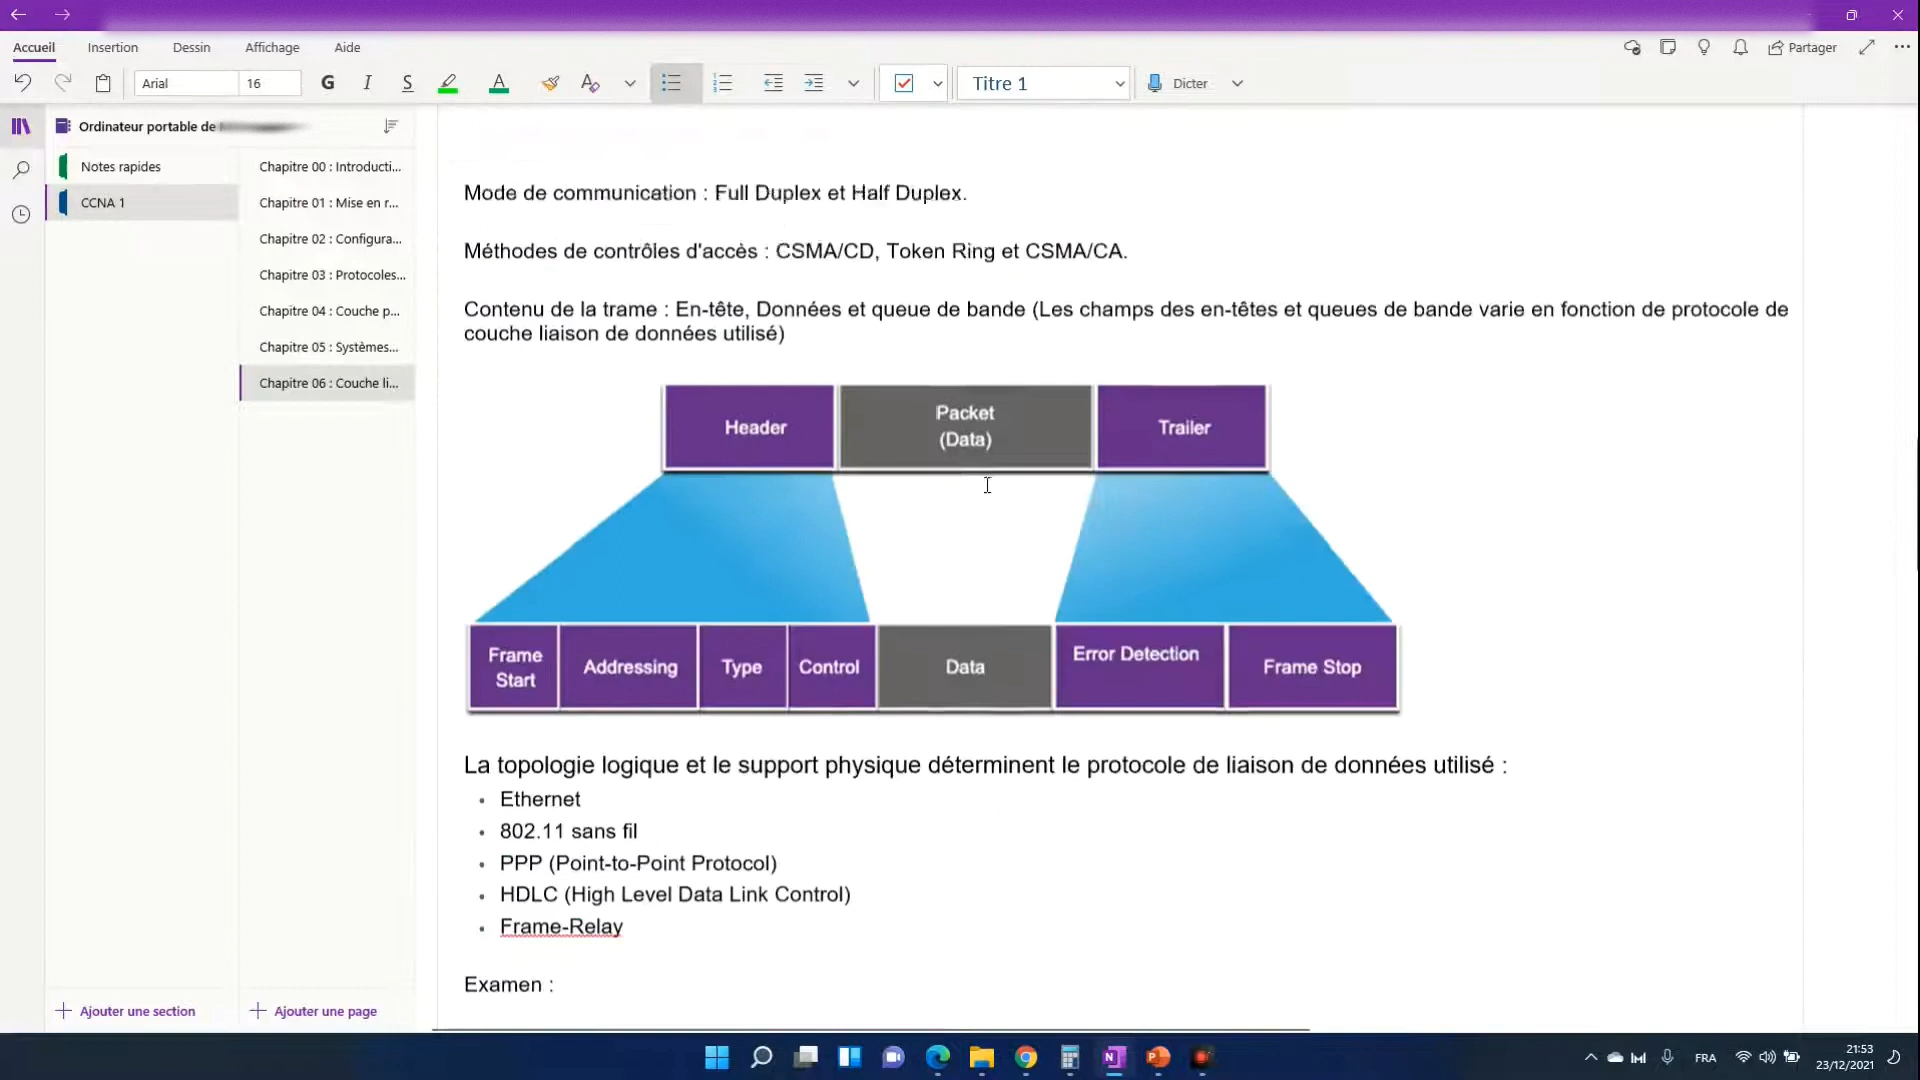 Accueil Insertion Dessin Affichage Aide Partager
Arial 16 G I S A Titre 1 Dicter
Ordinateur portable de
Notes rapides
CCNA 1
Chapitre 00 : Introducti...
Chapitre 01 : Mise en r...
Chapitre 02 : Configura...
Chapitre 03 : Protocoles...
Chapitre 04 : Couche p...
Chapitre 05 : Systèmes...
Chapitre 06 : Couche li...
Mode de communication : Full Duplex et Half Duplex.
Méthodes de contrôles d'accès : CSMA/CD, Token Ring et CSMA/CA.
Contenu de la trame : En-tête, Données et queue de bande (Les champs des en-têtes et queues de bande varie en fonction de protocole de
couche liaison de données utilisé)
Header Packet (Data) Trailer
Frame Start Addressing Type Control Data Error Detection Frame Stop
La topologie logique et le support physique déterminent le protocole de liaison de données utilisé :
• Ethernet
• 802.11 sans fil
• PPP (Point-to-Point Protocol)
• HDLC (High Level Data Link Control)
• Frame-Relay
Examen :
Ajouter une section Ajouter une page
FRA 21:53
23/12/2021